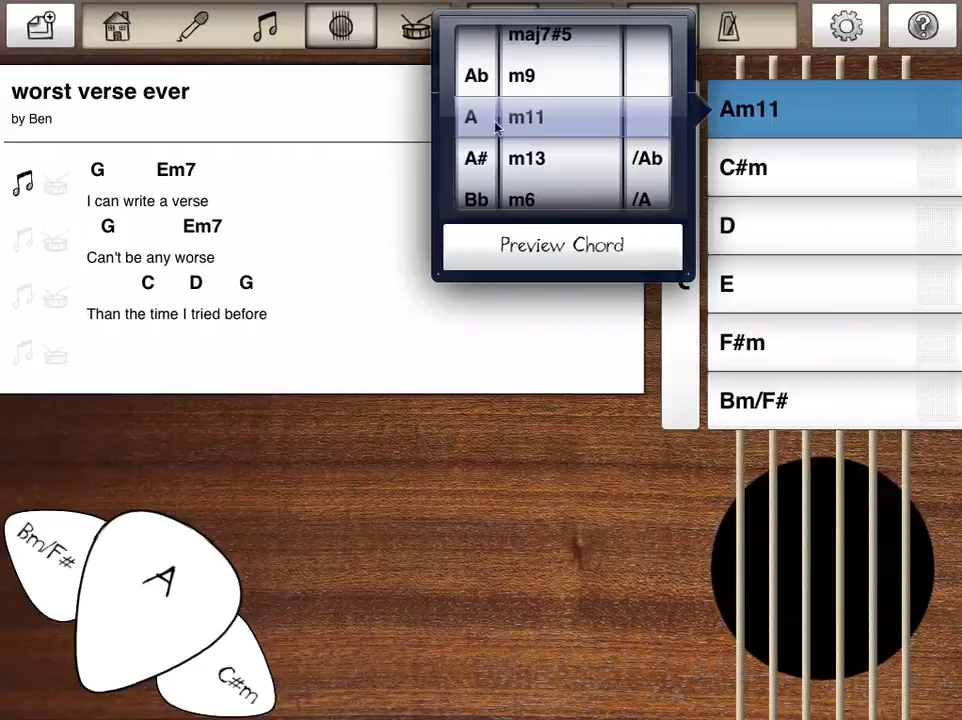 worst verse ever
by Ben
G Em7
I can write a verse
G Em7
Can't be any worse
C D G
Than the time I tried before
maj7#5
Ab m9
A m11
A# m13 /Ab
Bb m6 /A
Preview Chord
Am11
C#m
D
E
F#m
Bm/F#
Bm/F#
A
C#m